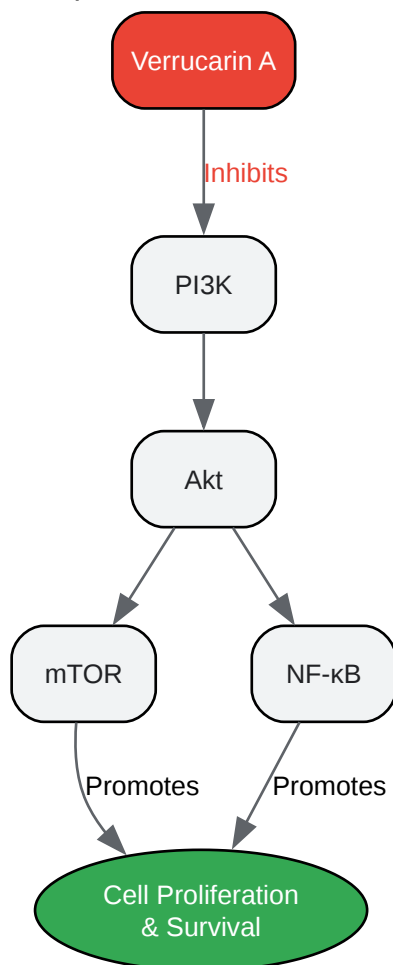 Verrucarin A
Inhibits
PI3K
Akt
mTOR
NF-κB
Promotes
Promotes
Cell Proliferation
& Survival